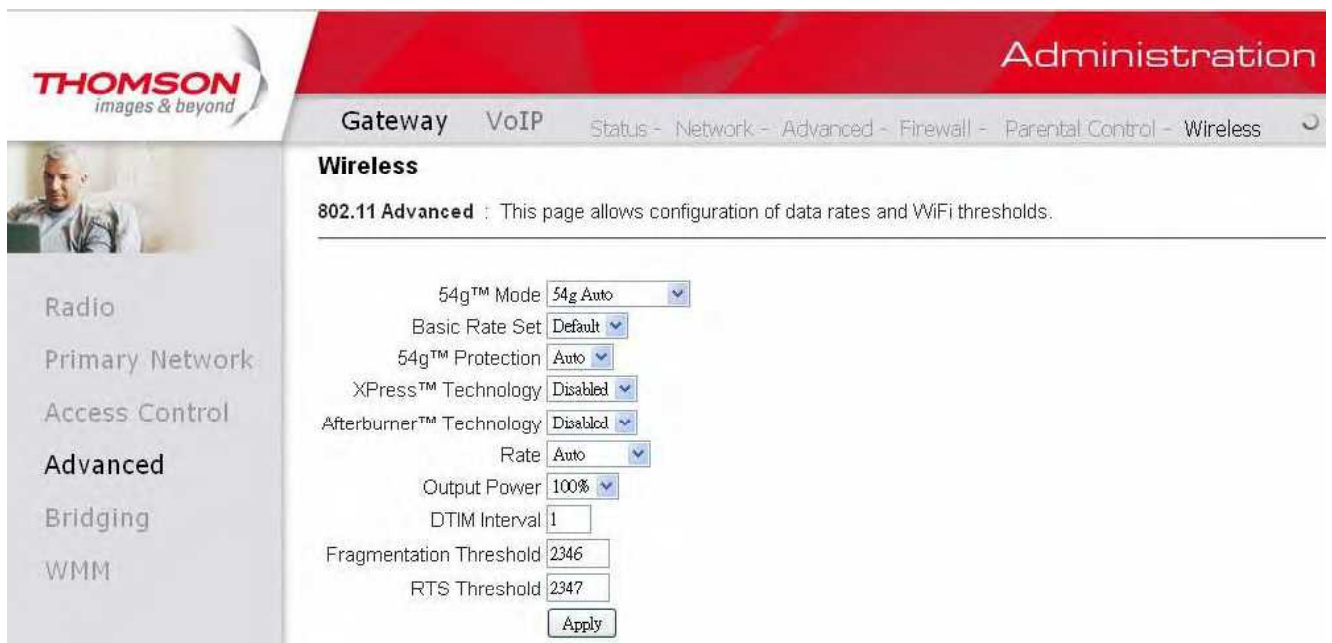 THOMSON
images & beyond
Administration
Gateway VoIP Status - Network - Advanced - Firewall - Parental Control - Wireless
Wireless
802.11 Advanced : This page allows configuration of data rates and WiFi thresholds.
Radio
Primary Network
Access Control
Advanced
Bridging
WMM
54g™ Mode 54g Auto
Basic Rate Set Default
54g™ Protection Auto
XPress™ Technology Disabled
Afterburner™ Technology Disabled
Rate Auto
Output Power 100%
DTIM Interval 1
Fragmentation Threshold 2346
RTS Threshold 2347
Apply